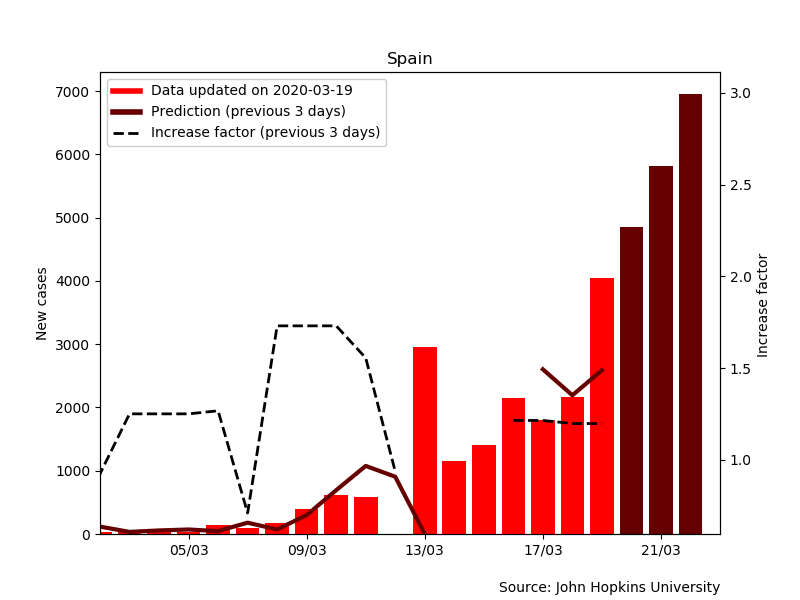 Spain
Data updated on 2020-03-19
Prediction (previous 3 days)
Increase factor (previous 3 days)
7000
6000
5000
4000
3000
2000
1000
0
New cases
3.0
2.5
2.0
1.5
1.0
Increase factor
05/03 09/03 13/03 17/03 21/03
Source: John Hopkins University